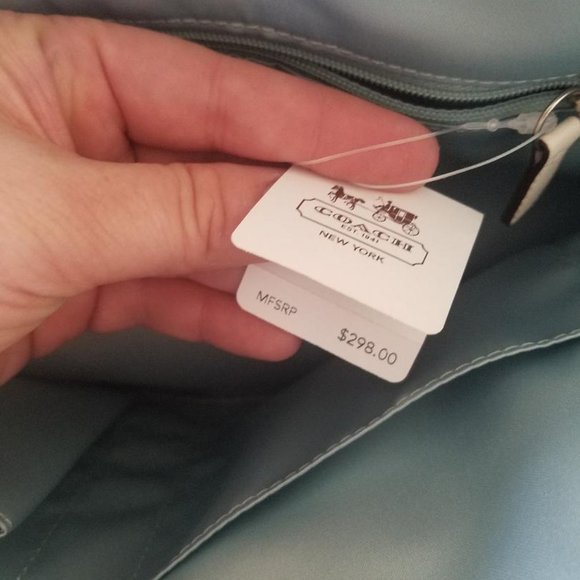 COACH
EST. 1941
NEW YORK
MFSRP
$298.00